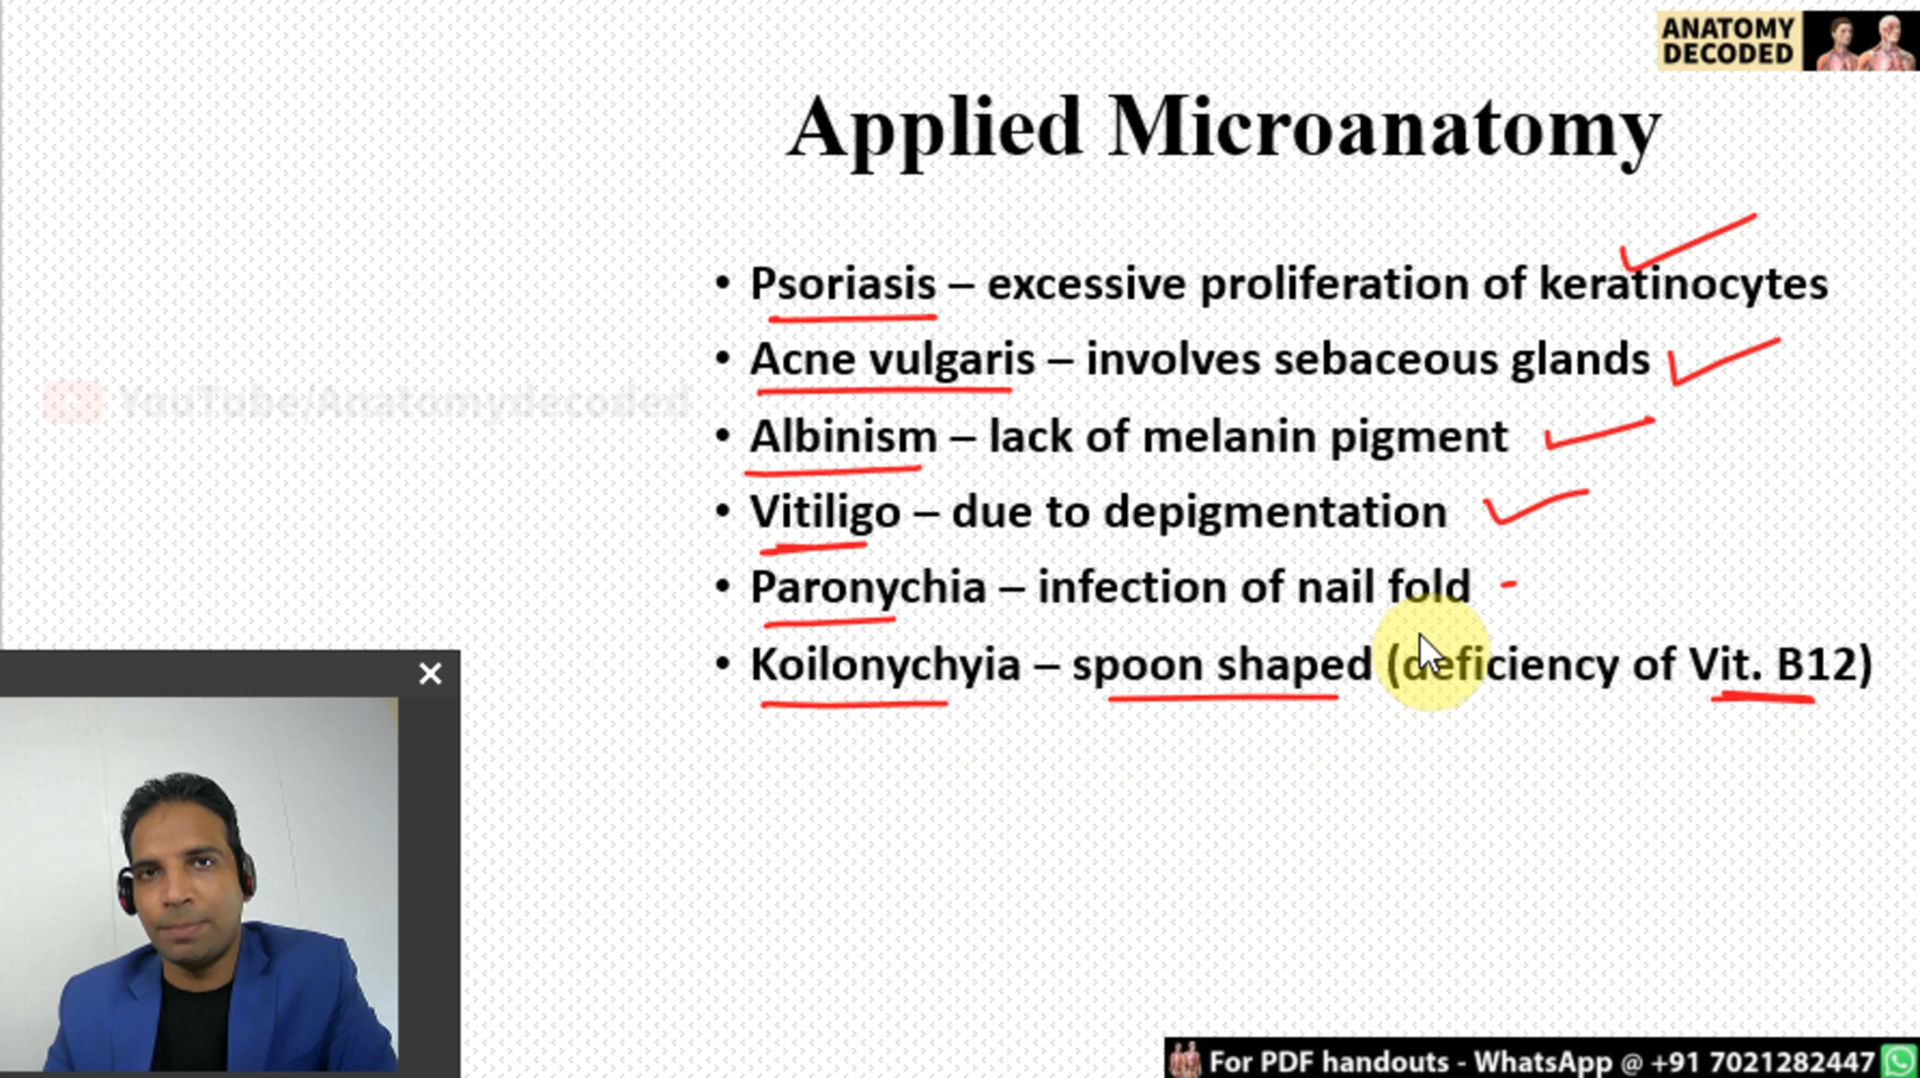 ANATOMY
DECODED
Applied Microanatomy
• Psoriasis – excessive proliferation of keratinocytes
• Acne vulgaris – involves sebaceous glands
• Albinism – lack of melanin pigment
• Vitiligo – due to depigmentation
• Paronychia – infection of nail fold
• Koilonychyia – spoon shaped (deficiency of Vit. B12)
For PDF handouts - WhatsApp @ +91 7021282447